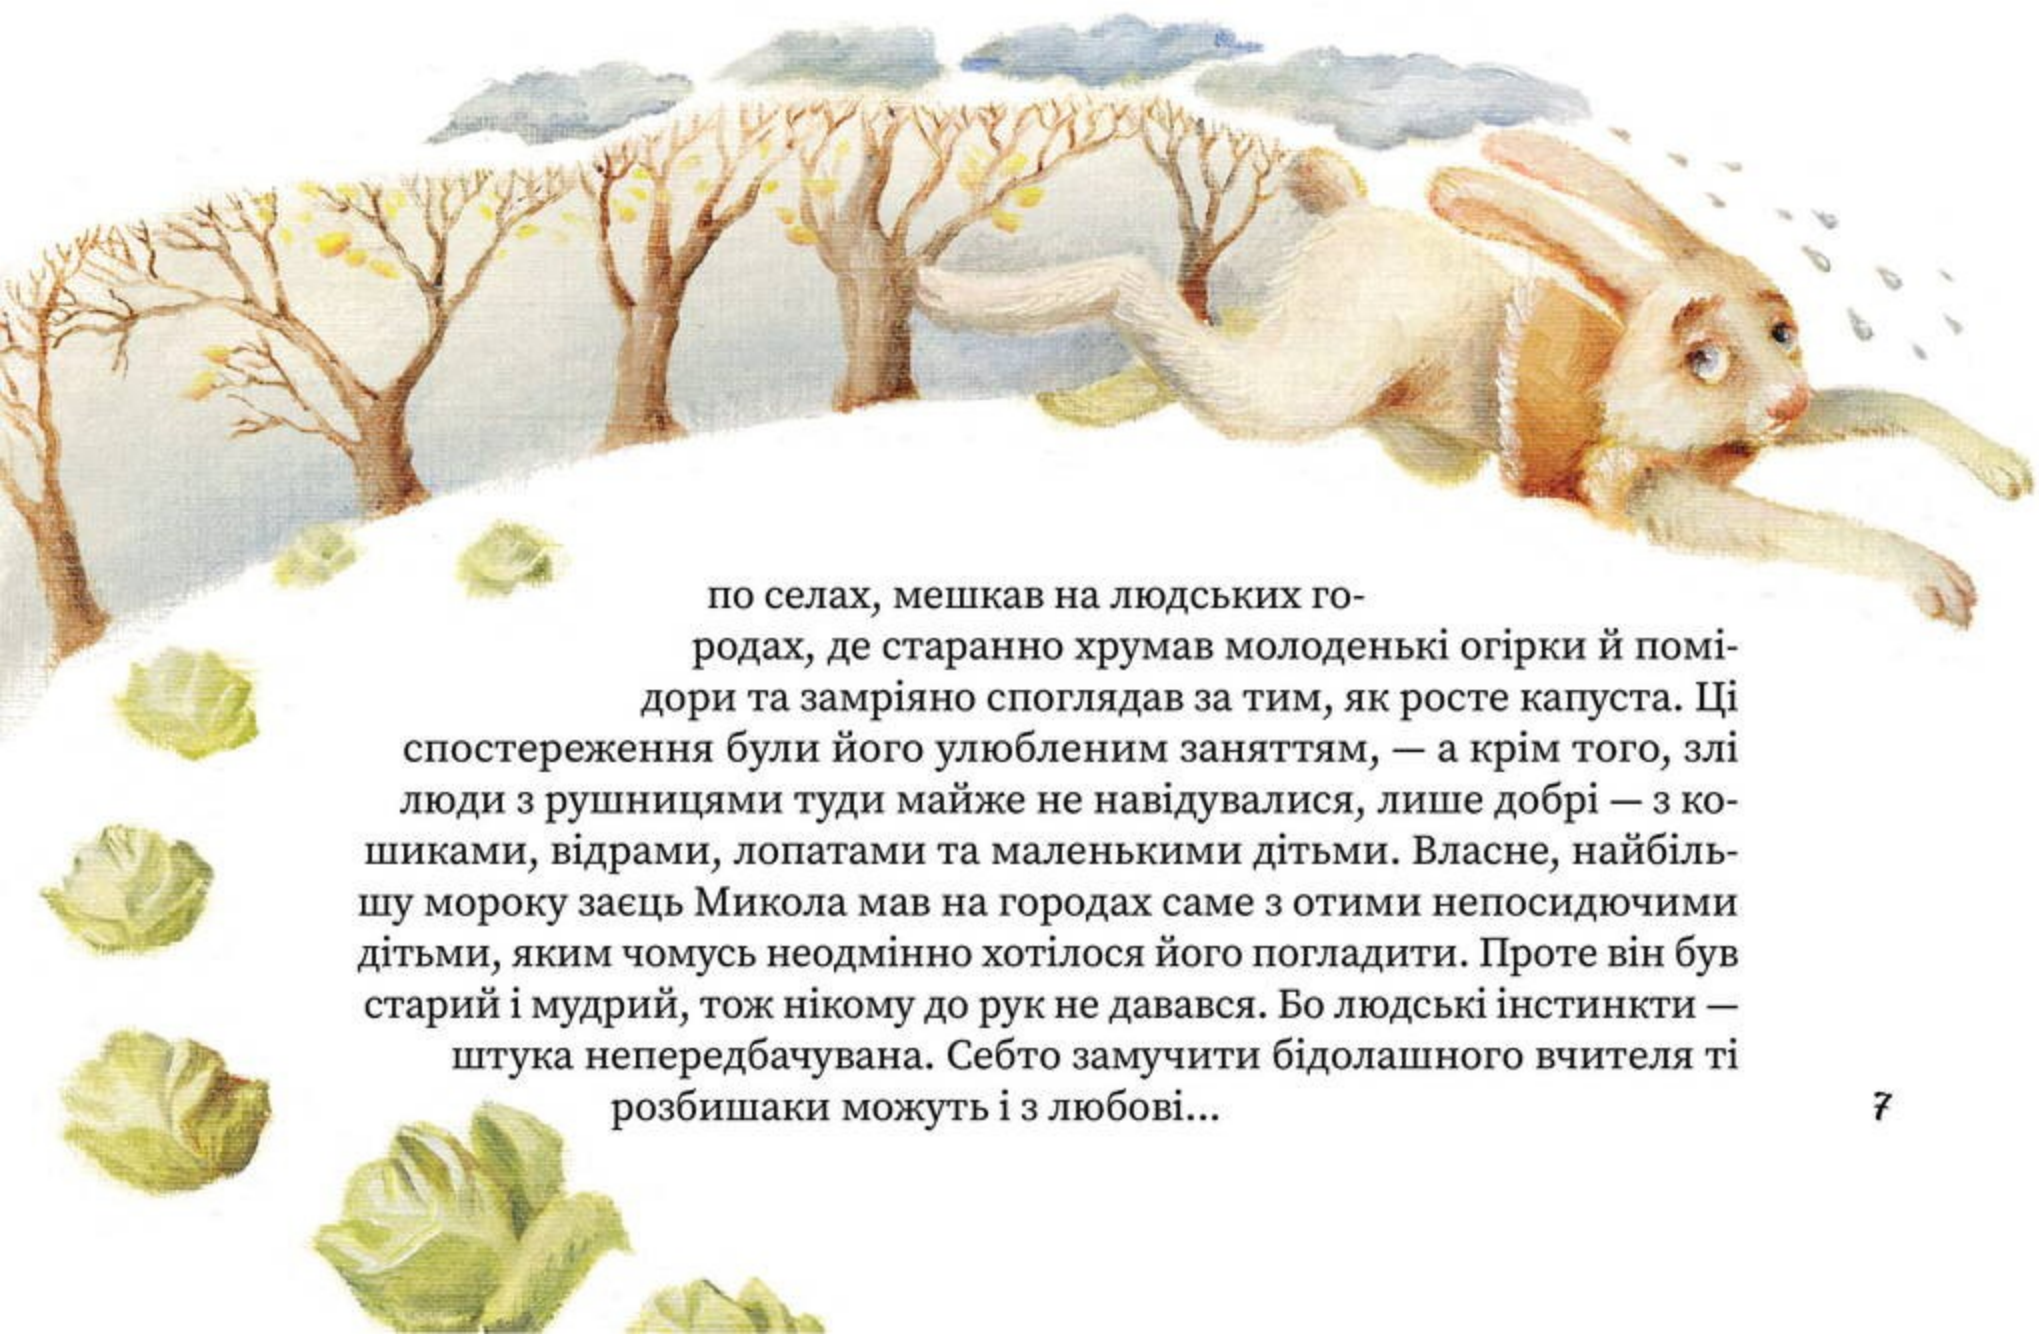 по селах, мешкав на людських го-
родах, де старанно хрумав молоденькі огірки й помі-
дори та замріяно споглядав за тим, як росте капуста. Ці
спостереження були його улюбленим заняттям, — а крім того, злі
люди з рушницями туди майже не навідувалися, лише добрі — з ко-
шиками, відрами, лопатами та маленькими дітьми. Власне, найбіль-
шу мороку заєць Микола мав на городах саме з отими непосидючими
дітьми, яким чомусь неодмінно хотілося його погладити. Проте він був
старий і мудрий, тож нікому до рук не давався. Бо людські інстинкти —
штука непередбачувана. Себто замучити бідолашного вчителя ті
розбишаки можуть і з любові...
7